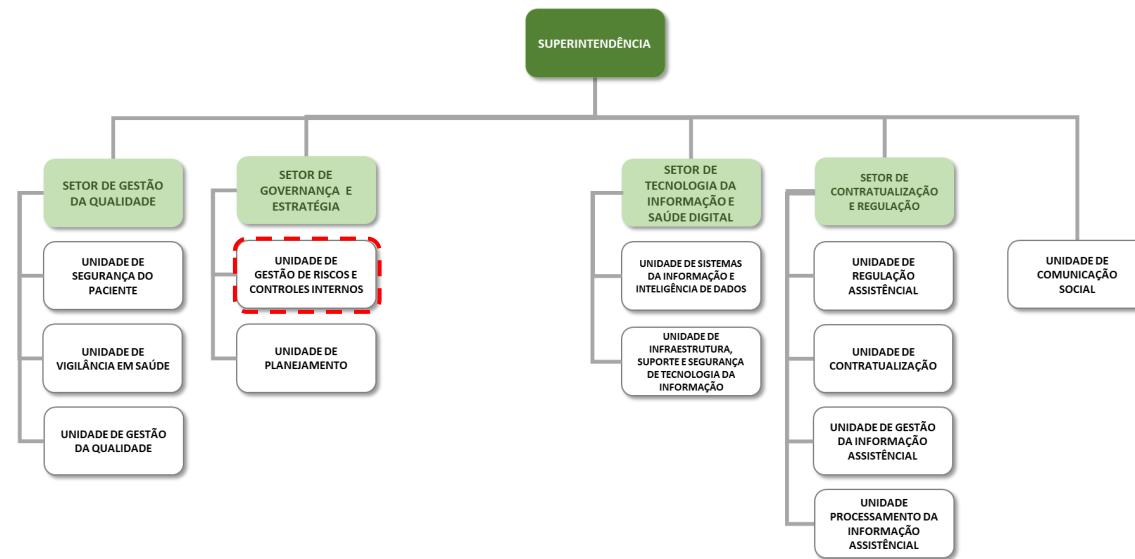 SUPERINTENDÊNCIA
SETOR DE GESTÃO
DA QUALIDADE
UNIDADE DE
SEGURANÇA DO
PACIENTE
UNIDADE DE
VIGILÂNCIA EM SAÚDE
UNIDADE DE GESTÃO
DA QUALIDADE
SETOR DE
GOVERNANÇA E
ESTRATÉGIA
UNIDADE DE
GESTÃO DE RISCOS E
CONTROLES INTERNOS
UNIDADE DE
PLANEJAMENTO
SETOR DE
TECNOLOGIA DA
INFORMAÇÃO E
SAÚDE DIGITAL
UNIDADE DE SISTEMAS
DA INFORMAÇÃO E
INTELIGÊNCIA DE DADOS
UNIDADE DE
INFRAESTRUTURA,
SUPORTE E SEGURANÇA
DE TECNOLOGIA DA
INFORMAÇÃO
SETOR DE
CONTRATUALIZAÇÃO
E REGULAÇÃO
UNIDADE DE
REGULAÇÃO
ASSISTÊNCIAL
UNIDADE DE
CONTRATUALIZAÇÃO
UNIDADE DE GESTÃO
DA INFORMAÇÃO
ASSISTÊNCIAL
UNIDADE
PROCESSAMENTO DA
INFORMAÇÃO
ASSISTÊNCIAL
UNIDADE DE
COMUNICAÇÃO
SOCIAL